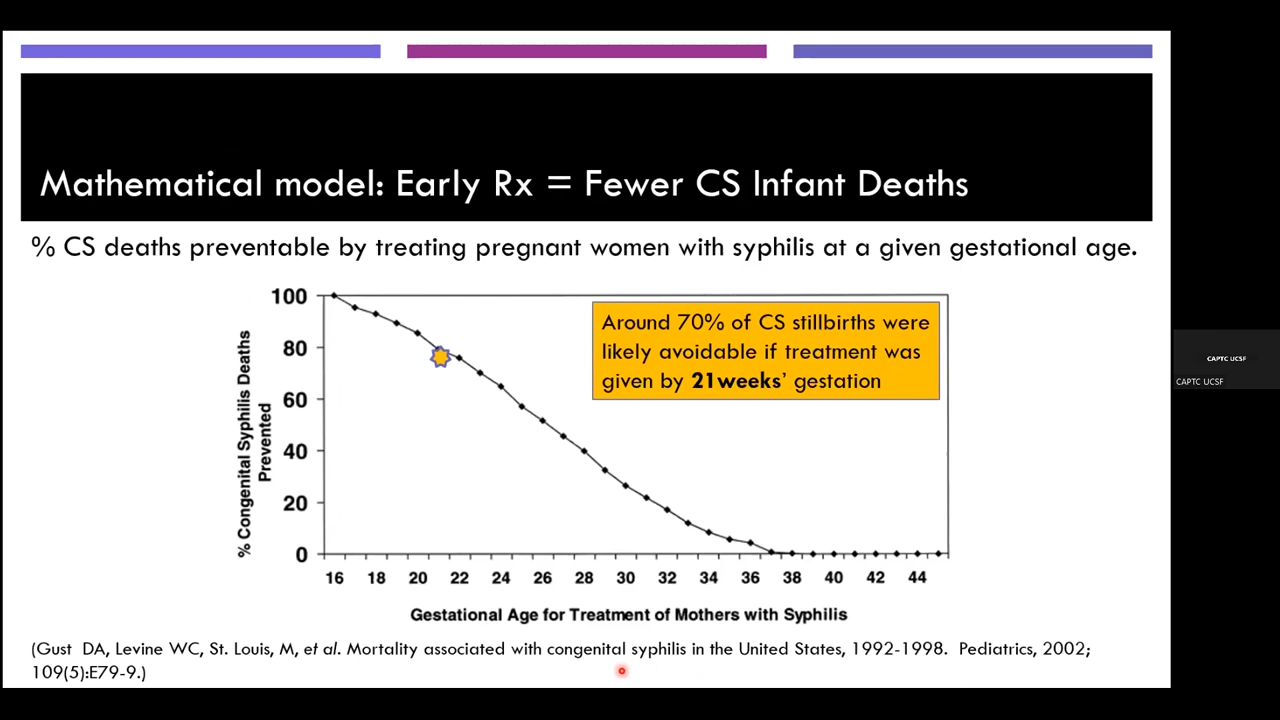 Mathematical model: Early Rx = Fewer CS Infant Deaths
% CS deaths preventable by treating pregnant women with syphilis at a given gestational age.
% Congenital Syphilis Deaths
Prevented
100
80
60
40
20
0
Around 70% of CS stillbirths were
likely avoidable if treatment was
given by 21weeks’ gestation
16 18 20 22 24 26 28 30 32 34 36 38 40 42 44
Gestational Age for Treatment of Mothers with Syphilis
(Gust DA, Levine WC, St. Louis, M, et al. Mortality associated with congenital syphilis in the United States, 1992-1998. Pediatrics, 2002;
109(5):E79-9.)
CAPTC UCSF
CAPTC UCSF